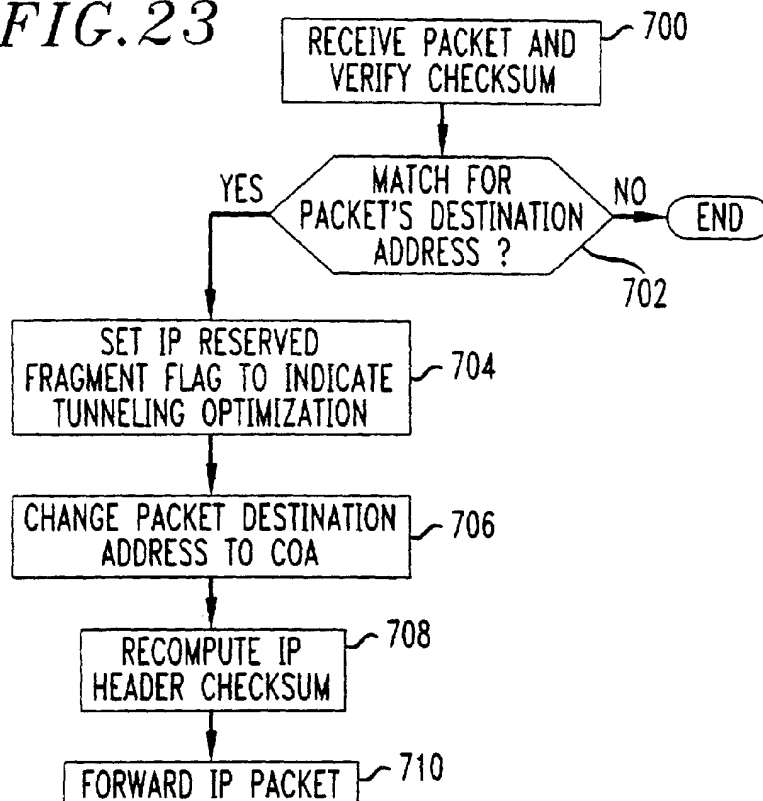 FIG.23
RECEIVE PACKET AND
VERIFY CHECKSUM
700
MATCH FOR
PACKET'S DESTINATION
ADDRESS ?
702
YES
NO
END
SET IP RESERVED
FRAGMENT FLAG TO INDICATE
TUNNELING OPTIMIZATION
704
CHANGE PACKET DESTINATION
ADDRESS TO COA
706
RECOMPUTE IP
HEADER CHECKSUM
708
FORWARD IP PACKET
710